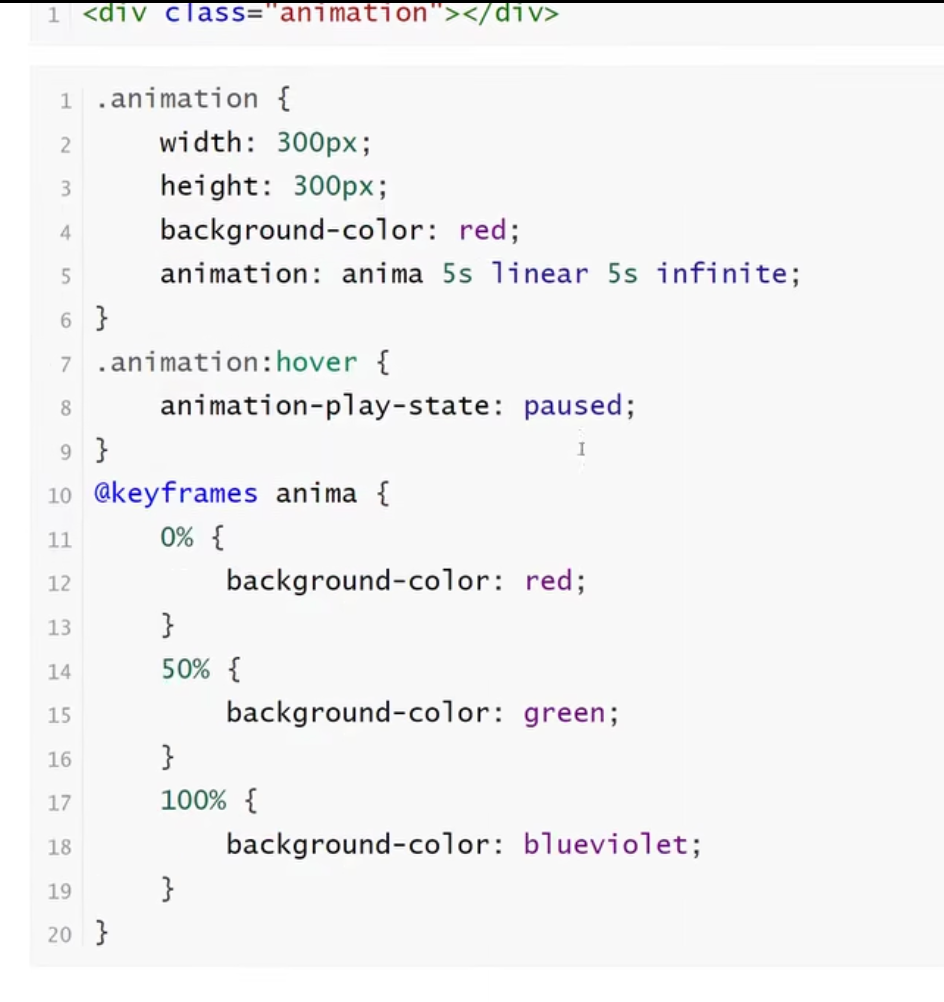 1 <div class="animation"></div>
1 .animation {
2     width: 300px;
3     height: 300px;
4     background-color: red;
5     animation: anima 5s linear 5s infinite;
6 }
7 .animation:hover {
8     animation-play-state: paused;
9 }
10 @keyframes anima {
11     0% {
12         background-color: red;
13     }
14     50% {
15         background-color: green;
16     }
17     100% {
18         background-color: blueviolet;
19     }
20 }